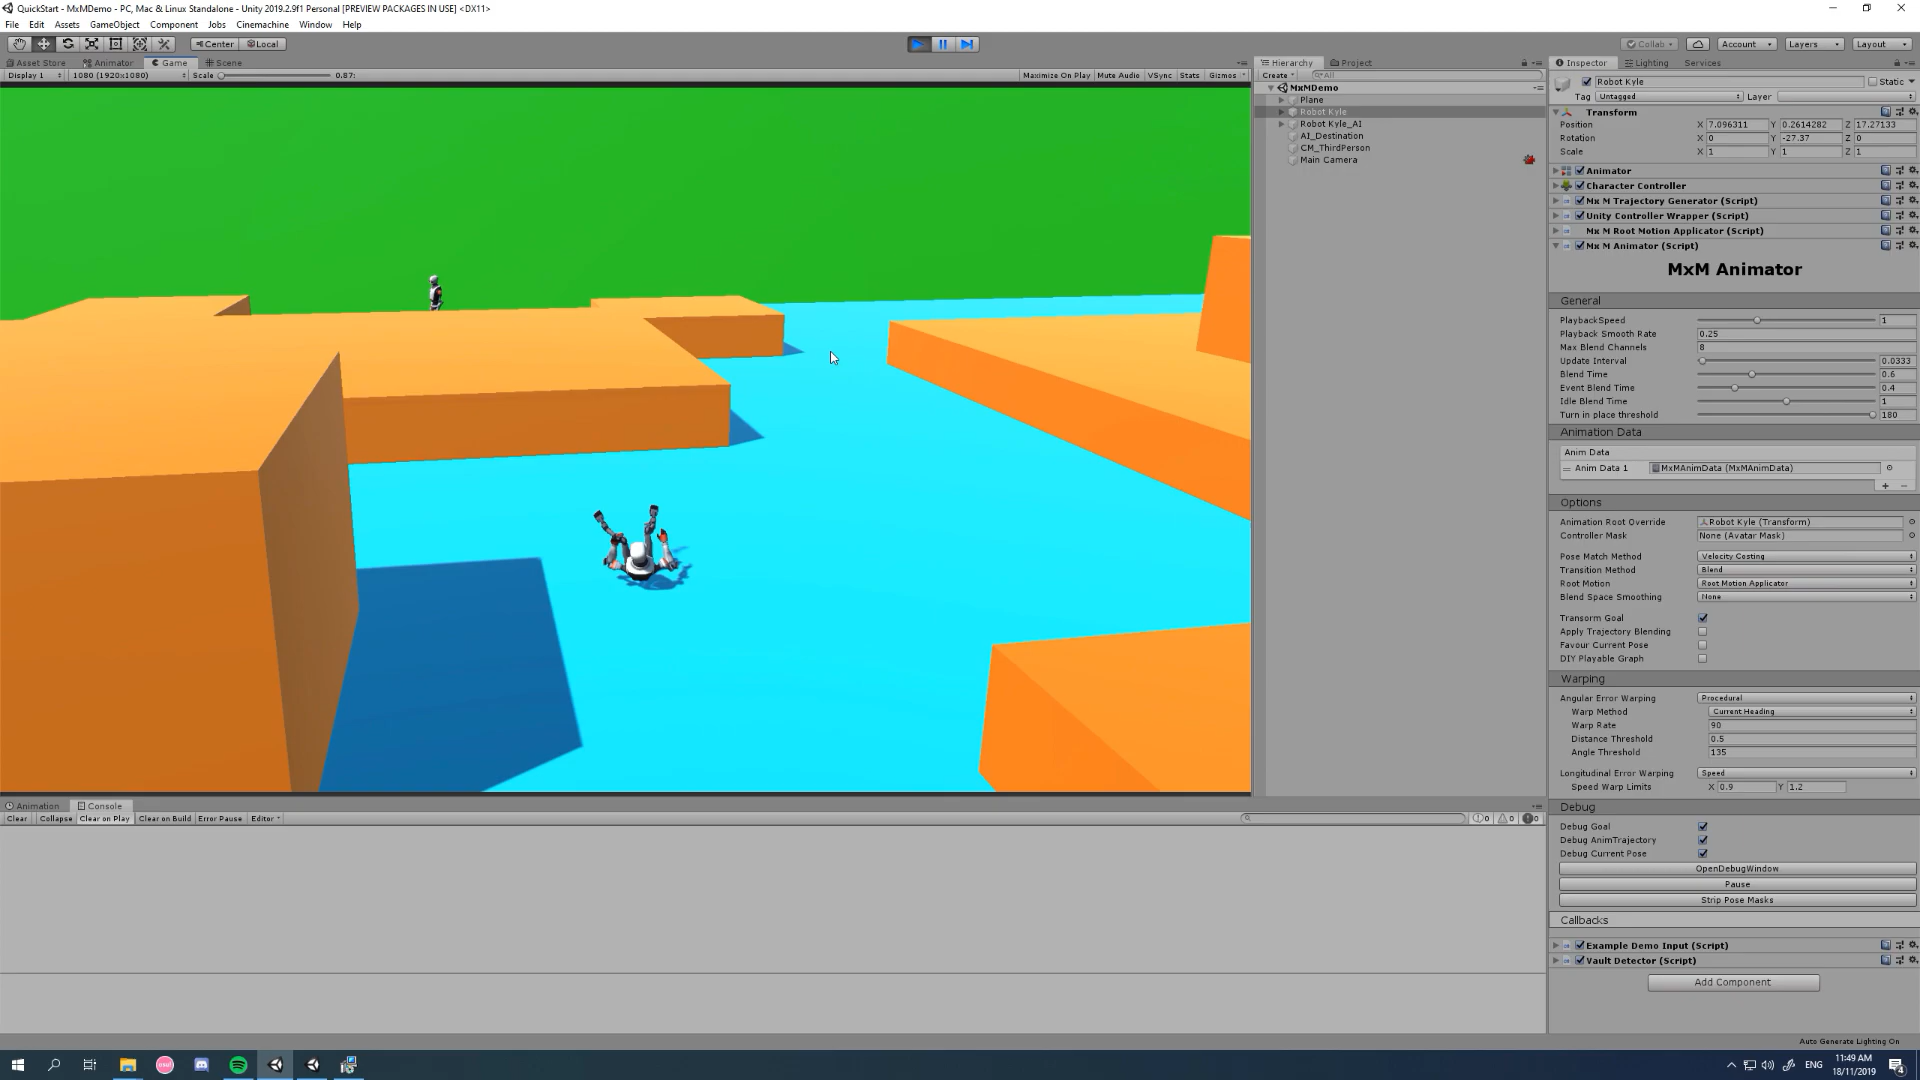 QuickStart - MxMDemo - PC, Mac & Linux Standalone - Unity 2019.2.9f1 Personal [PREVIEW PACKAGES IN USE] <DX11>
File Edit Assets GameObject Component Jobs Cinemachine Window Help
Center Local
Collab Account Layers Layout
Asset Store Animator Game Scene
Display 1 1080 (1920x1080) Scale 0.87: Maximize On Play Mute Audio VSync Stats Gizmos
Hierarchy Project
Create All
MxMDemo
Plane
Robot Kyle
Robot Kyle_AI
AI_Destination
CM_ThirdPerson
Main Camera
Inspector Lighting Services
Robot Kyle Static
Tag Untagged Layer
Transform
Position X 7.096311 Y 0.2614282 Z 17.27133
Rotation X 0 Y -27.37 Z 0
Scale X 1 Y 1 Z 1
Animator
Character Controller
Mx M Trajectory Generator (Script)
Unity Controller Wrapper (Script)
Mx M Root Motion Applicator (Script)
Mx M Animator (Script)
MxM Animator
General
PlaybackSpeed 1
Playback Smooth Rate 0.25
Max Blend Channels 8
Update Interval 0.0333
Blend Time 0.6
Event Blend Time 0.4
Idle Blend Time 1
Turn in place threshold 180
Animation Data
Anim Data
Anim Data 1 MxMAnimData (MxMAnimData)
+ -
Options
Animation Root Override Robot Kyle (Transform)
Controller Mask None (Avatar Mask)
Pose Match Method Velocity Costing
Transition Method Blend
Root Motion Root Motion Applicator
Blend Space Smoothing None
Transorm Goal
Apply Trajectory Blending
Favour Current Pose
DIY Playable Graph
Warping
Angular Error Warping Procedural
Warp Method Current Heading
Warp Rate 90
Distance Threshold 0.5
Angle Threshold 135
Longitudinal Error Warping Speed
Speed Warp Limits X 0.9 Y 1.2
Debug
Debug Goal
Debug AnimTrajectory
Debug Current Pose
OpenDebugWindow
Pause
Strip Pose Masks
Callbacks
Example Demo Input (Script)
Vault Detector (Script)
Add Component
Animation Console
Clear Collapse Clear on Play Clear on Build Error Pause Editor 0 0 0
Auto Generate Lighting On
ENG 11:49 AM
18/11/2019 4